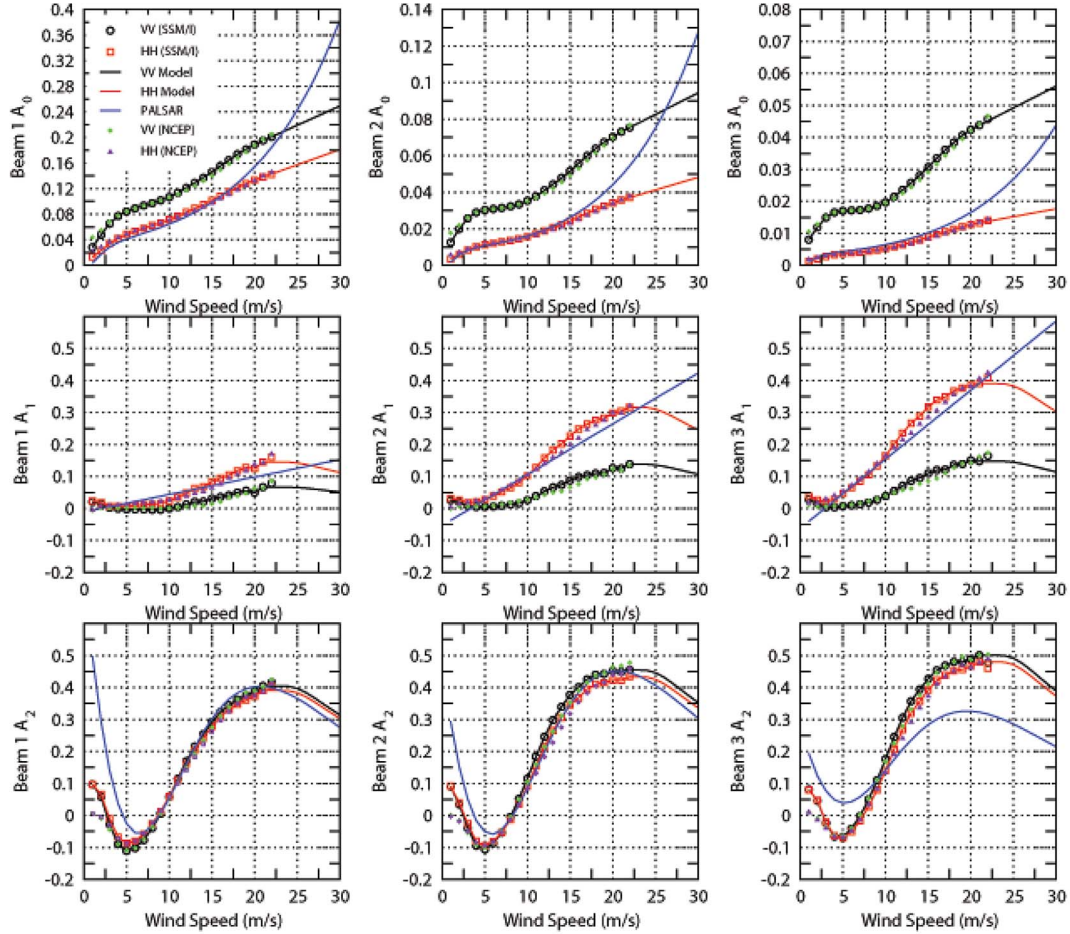 0.4
0.36
0.32
0.28
0.24
0.2
0.16
0.12
0.08
0.04
0
Beam 1 A0
VV (SSM/I)
HH (SSM/I)
VV Model
HH Model
PALSAR
VV (NCEP)
HH (NCEP)
0 5 10 15 20 25 30
Wind Speed (m/s)
0.14
0.12
0.1
0.08
0.06
0.04
0.02
0
Beam 2 A0
0 5 10 15 20 25 30
Wind Speed (m/s)
0.08
0.07
0.06
0.05
0.04
0.03
0.02
0.01
0
Beam 3 A0
0 5 10 15 20 25 30
Wind Speed (m/s)
0.5
0.4
0.3
0.2
0.1
0
-0.1
-0.2
Beam 1 A1
0 5 10 15 20 25 30
Wind Speed (m/s)
0.5
0.4
0.3
0.2
0.1
0
-0.1
-0.2
Beam 2 A1
0 5 10 15 20 25 30
Wind Speed (m/s)
0.5
0.4
0.3
0.2
0.1
0
-0.1
-0.2
Beam 3 A1
0 5 10 15 20 25 30
Wind Speed (m/s)
0.5
0.4
0.3
0.2
0.1
0
-0.1
-0.2
Beam 1 A2
0 5 10 15 20 25 30
Wind Speed (m/s)
0.5
0.4
0.3
0.2
0.1
0
-0.1
-0.2
Beam 2 A2
0 5 10 15 20 25 30
Wind Speed (m/s)
0.5
0.4
0.3
0.2
0.1
0
-0.1
-0.2
Beam 3 A2
0 5 10 15 20 25 30
Wind Speed (m/s)